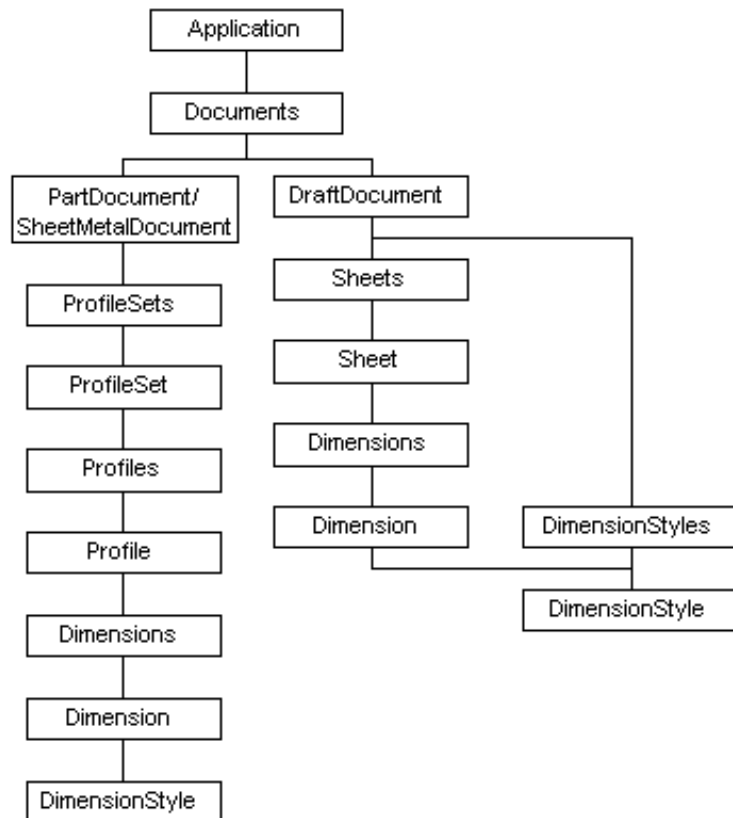 Application
Documents
PartDocument/
SheetMetalDocument
DraftDocument
ProfileSets
Sheets
ProfileSet
Sheet
Profiles
Dimensions
Profile
Dimension
DimensionStyles
Dimensions
DimensionStyle
Dimension
DimensionStyle